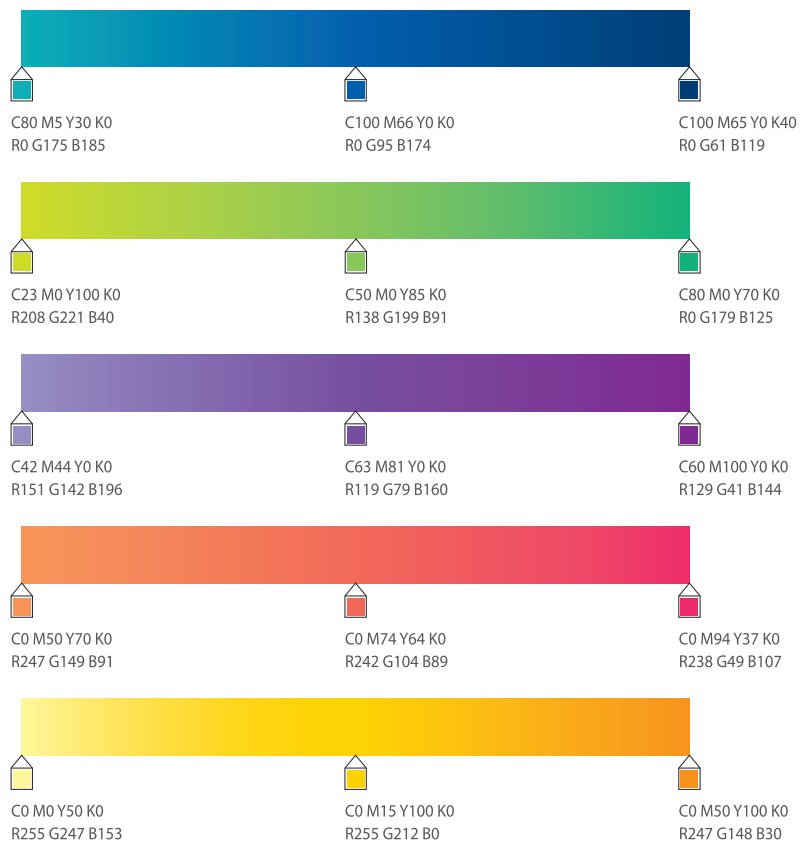 C80 M5 Y30 K0
R0 G175 B185
C100 M66 Y0 K0
R0 G95 B174
C100 M65 Y0 K40
R0 G61 B119
C23 M0 Y100 K0
R208 G221 B40
C50 M0 Y85 K0
R138 G199 B91
C80 M0 Y70 K0
R0 G179 B125
C42 M44 Y0 K0
R151 G142 B196
C63 M81 Y0 K0
R119 G79 B160
C60 M100 Y0 K0
R129 G41 B144
C0 M50 Y70 K0
R247 G149 B91
C0 M74 Y64 K0
R242 G104 B89
C0 M94 Y37 K0
R238 G49 B107
C0 M0 Y50 K0
R255 G247 B153
C0 M15 Y100 K0
R255 G212 B0
C0 M50 Y100 K0
R247 G148 B30